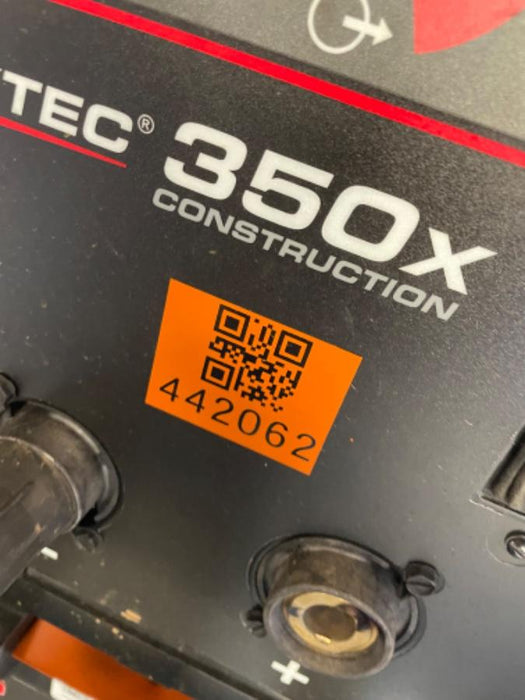 TEC® 350x
CONSTRUCTION
442062
-
+